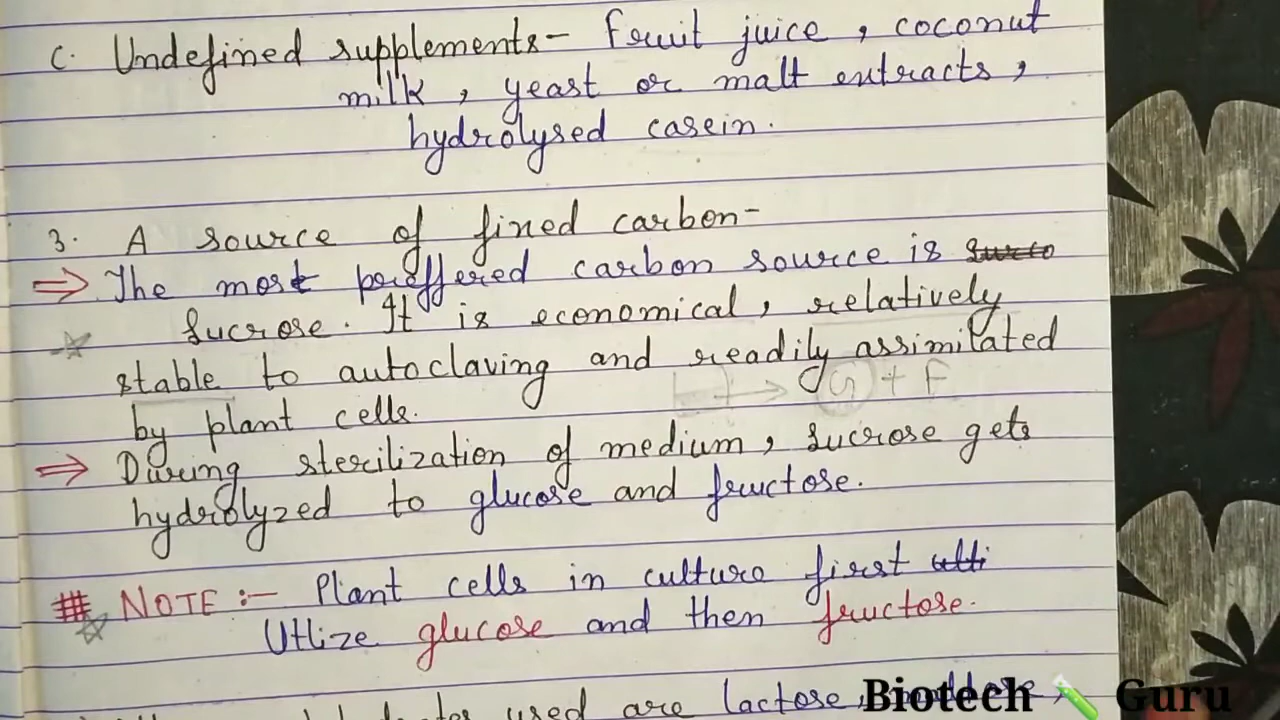 C. Undefined supplements- Fruit juice, coconut
milk, yeast or malt extracts,
hydrolysed casein.
3. A source of fixed carbon-
⇒ The most preffered carbon source is
Sucrose. It is economical, relatively
stable to autoclaving and readily assimilated
→ G + F
by plant cells.
⇒ During sterilization of medium, sucrose gets
hydrolyzed to glucose and fructose.
# NOTE :- Plant cells in culture first
Utlize glucose and then fructose.
used are lactose,
Biotech Guru